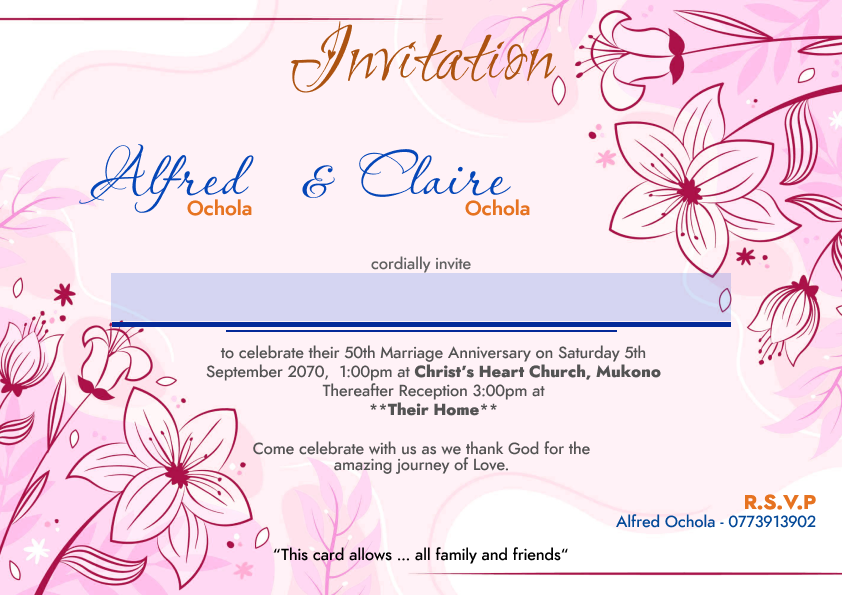 Invitation
Alfred & Claire
Ochola Ochola
cordially invite
to celebrate their 50th Marriage Anniversary on Saturday 5th
September 2070, 1:00pm at Christ's Heart Church, Mukono
Thereafter Reception 3:00pm at
**Their Home**
Come celebrate with us as we thank God for the
amazing journey of Love.
R.S.V.P
Alfred Ochola - 0773913902
“This card allows ... all family and friends“